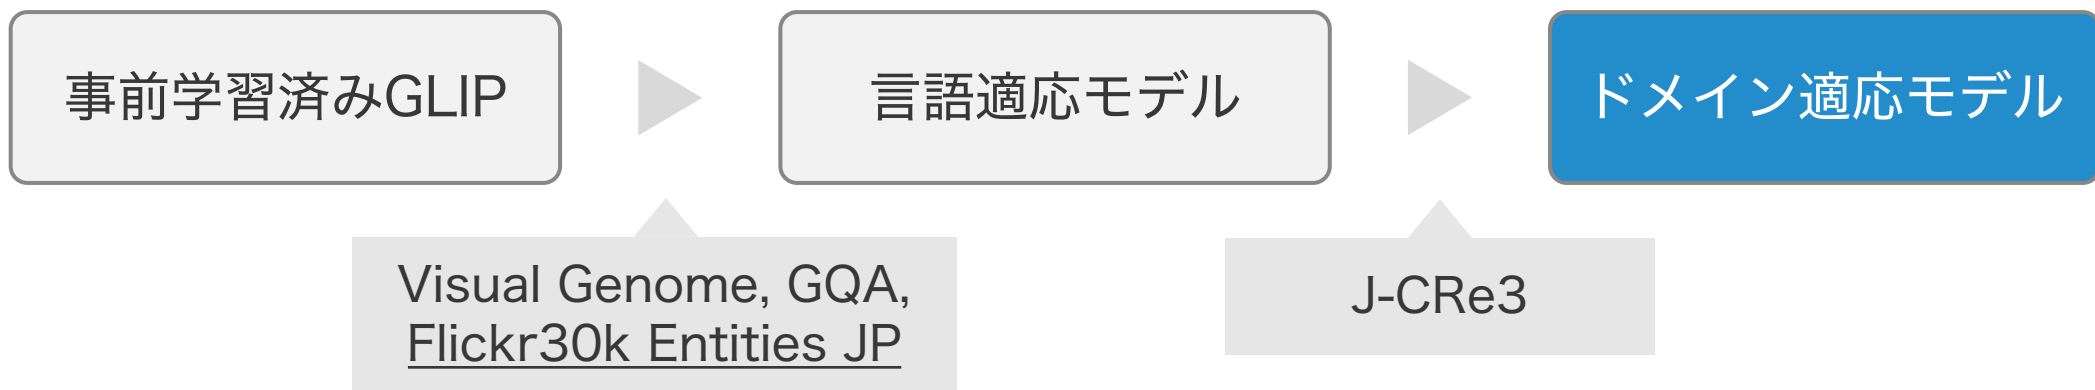 事前学習済みGLIP
言語適応モデル
ドメイン適応モデル
Visual Genome, GQA,
Flickr30k Entities JP
J-CRe3